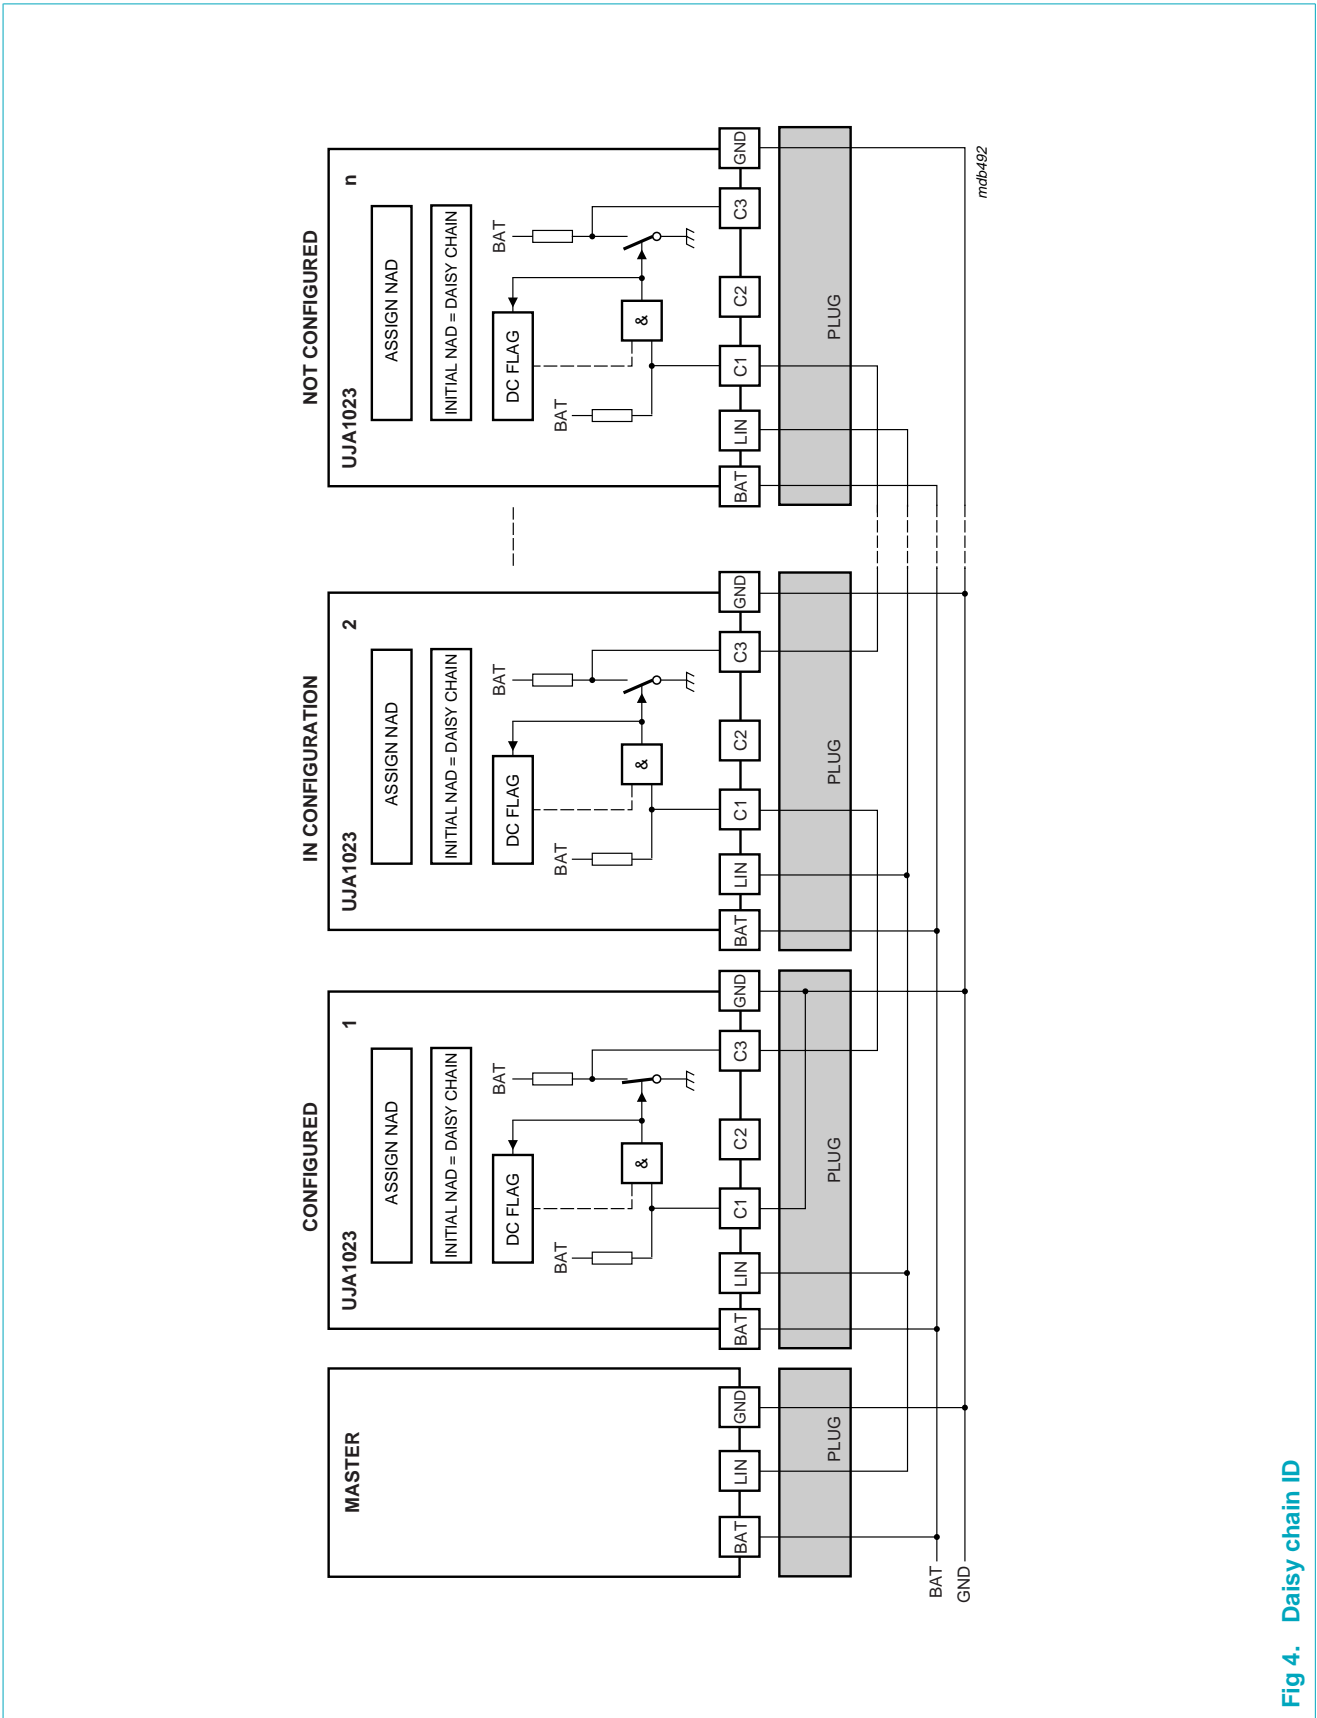 MASTER
BAT
LIN
GND
PLUG
CONFIGURED
UJA1023
1
ASSIGN NAD
INITIAL NAD = DAISY CHAIN
DC FLAG
BAT
BAT
&
BAT
LIN
C1
C2
C3
GND
PLUG
IN CONFIGURATION
UJA1023
2
ASSIGN NAD
INITIAL NAD = DAISY CHAIN
DC FLAG
BAT
BAT
&
BAT
LIN
C1
C2
C3
GND
PLUG
NOT CONFIGURED
UJA1023
n
ASSIGN NAD
INITIAL NAD = DAISY CHAIN
DC FLAG
BAT
BAT
&
BAT
LIN
C1
C2
C3
GND
PLUG
BAT
GND
mdb492
Fig 4. Daisy chain ID